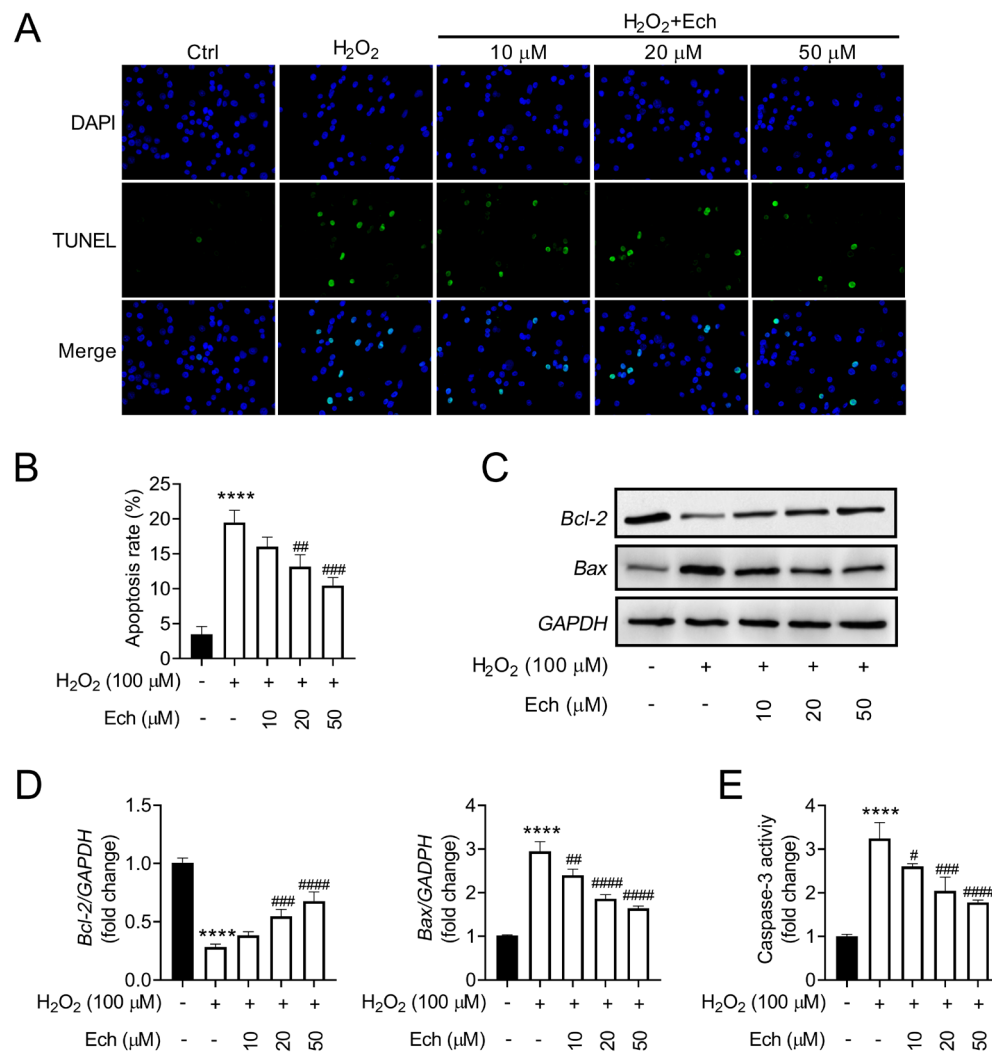 A
H₂O₂+Ech
Ctrl H₂O₂ 10 μM 20 μM 50 μM
DAPI
TUNEL
Merge
B
Apoptosis rate (%)
25
20
15
10
5
0
****
##
###
H₂O₂ (100 μM) - + + + +
Ech (μM) - - 10 20 50
C
Bcl-2
Bax
GAPDH
H₂O₂ (100 μM) - + + + +
Ech (μM) - - 10 20 50
D
Bcl-2/GAPDH
(fold change)
1.5
1.0
0.5
0.0
****
###
####
H₂O₂ (100 μM) - + + + +
Ech (μM) - - 10 20 50
Bax/GADPH
(fold change)
4
3
2
1
0
****
##
####
####
H₂O₂ (100 μM) - + + + +
Ech (μM) - - 10 20 50
E
Caspase-3 activiy
(fold change)
4
3
2
1
0
****
#
###
####
H₂O₂ (100 μM) - + + + +
Ech (μM) - - 10 20 50